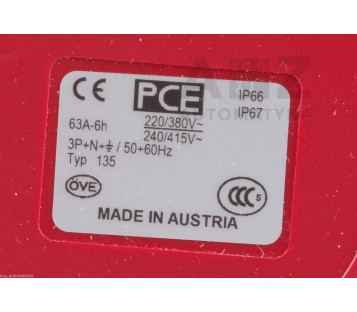 CE PCE IP66
IP67
63A-6h 220/380V~
240/415V~
3P+N+⏚ / 50+60Hz
Typ 135
ÖVE CCC S
MADE IN AUSTRIA